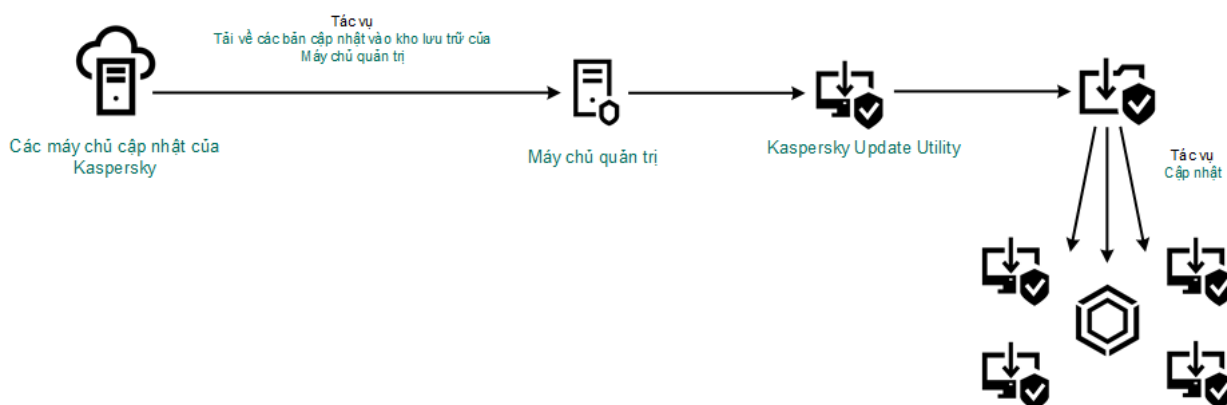 Tác vụ
Tải về các bản cập nhật vào kho lưu trữ của
Máy chủ quản trị
Các máy chủ cập nhật của
Kaspersky
Máy chủ quản trị
Kaspersky Update Utility
Tác vụ
Cập nhật